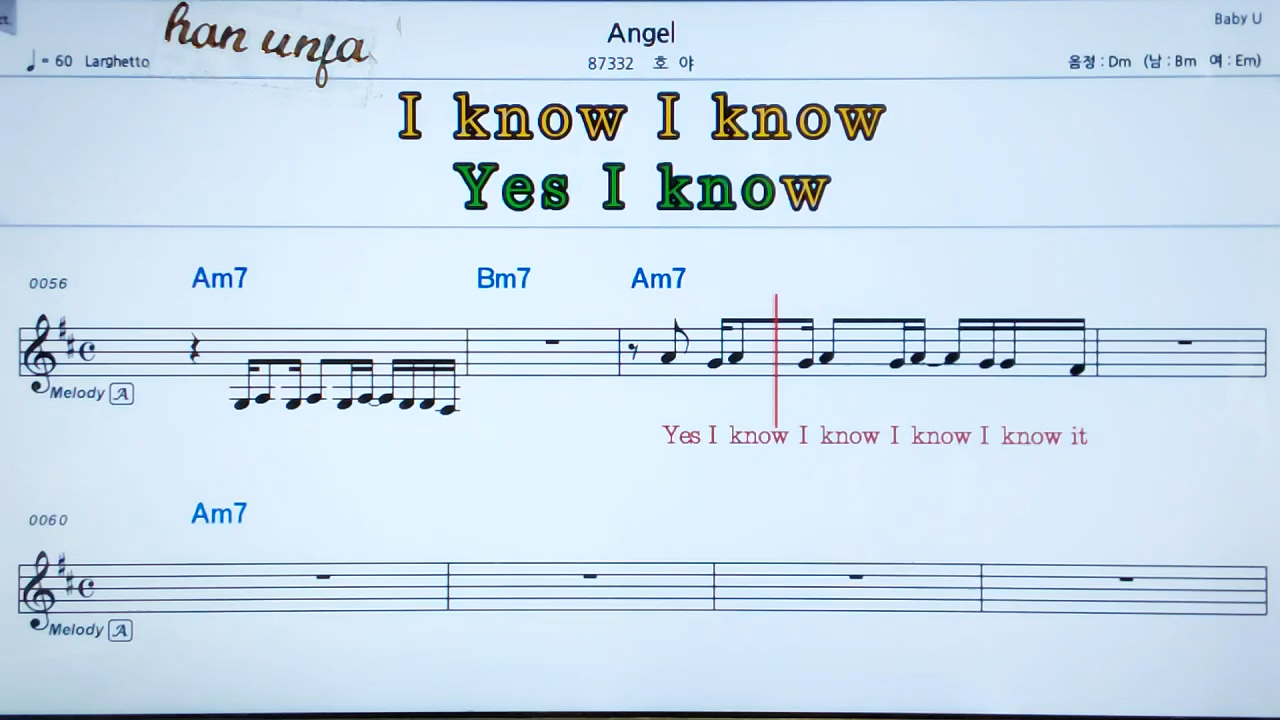 ct.
han unja
Angel
Baby U
♩= 60 Larghetto
87332 호 야
음정 : Dm (남 : Bm 여 : Em)
I know I know
Yes I know
0056 Am7 Bm7 Am7
Melody A
Yes I know I know I know I know it
0060 Am7
Melody A